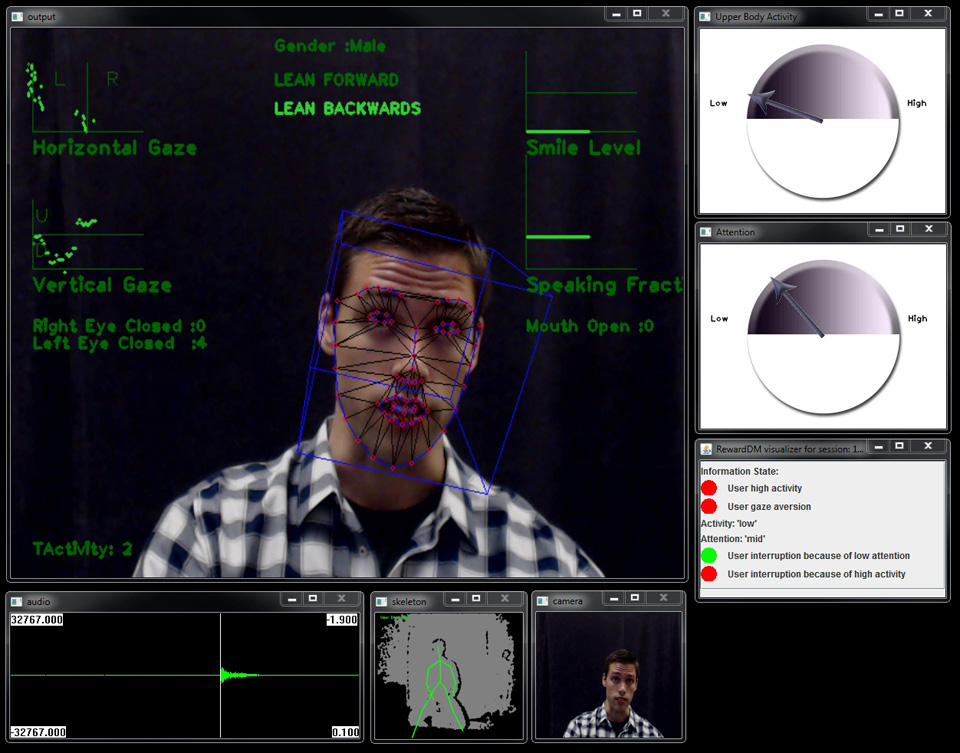 output
Gender :Male
LEAN FORWARD
LEAN BACKWARDS
L R
Horizontal Gaze
Smile Level
U
D
Vertical Gaze
Speaking Fract
Right Eye Closed :0
Left Eye Closed :4
Mouth Open :0
TActivity: 2
Upper Body Activity
Low
High
Attention
Low
High
RewardDM visualizer for session: 1...
Information State:
User high activity
User gaze aversion
Activity: 'low'
Attention: 'mid'
User interruption because of low attention
User interruption because of high activity
audio
32767.000
-1.900
-32767.000
0.100
skeleton
camera